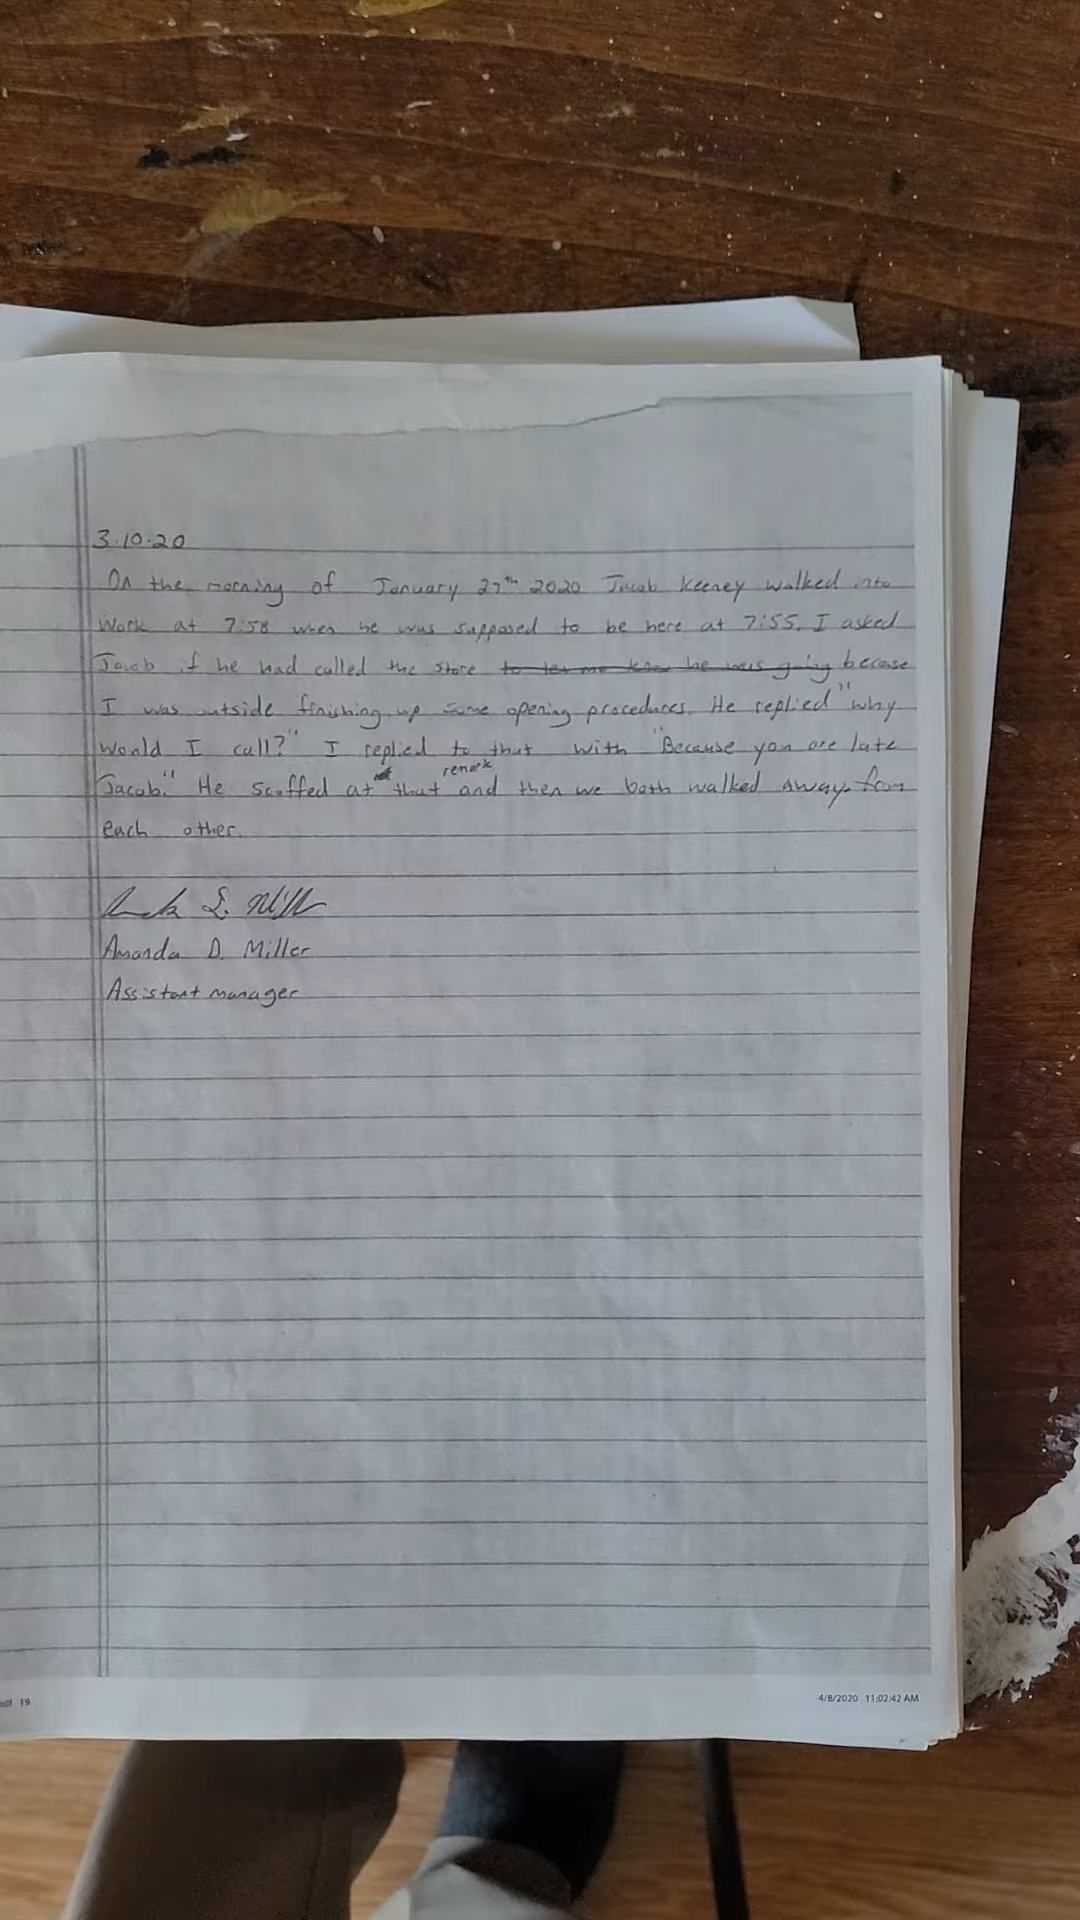 3.10.20
On the morning of January 27th 2020 Jacob Keeney walked into
work at 7:58 when he was supposed to be here at 7:55. I asked
Jacob if he had called the store to let me know he was going because
I was outside finishing up some opening procedures. He replied "why
would I call?" I replied to that with "Because you are late
remark
Jacob." He scoffed at that and then we both walked away from
each other.
Amanda D. Miller
Assistant manager
19
4/8/2020 11:02:42 AM